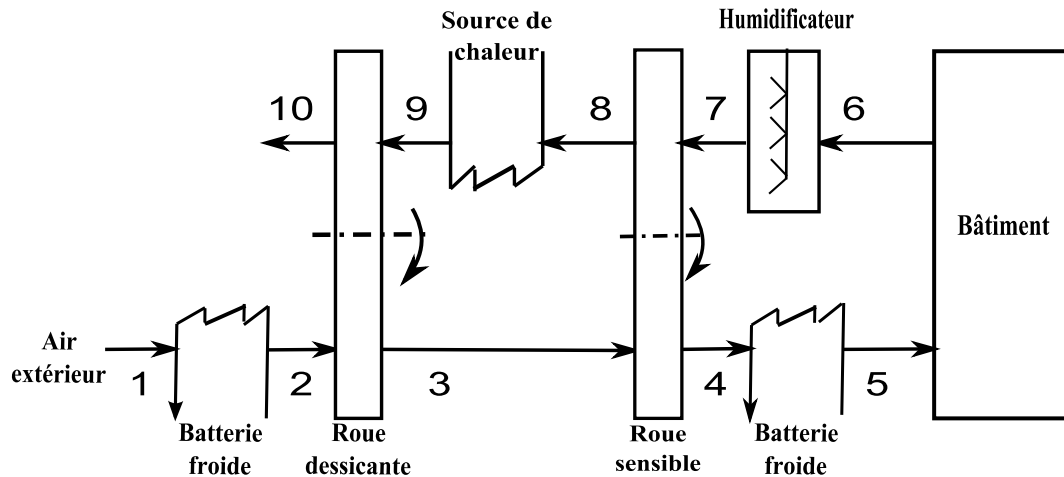 Source de
chaleur
Humidificateur
10
9
8
7
6
Bâtiment
Air
extérieur
1
2
3
4
5
Batterie
froide
Roue
dessicante
Roue
sensible
Batterie
froide